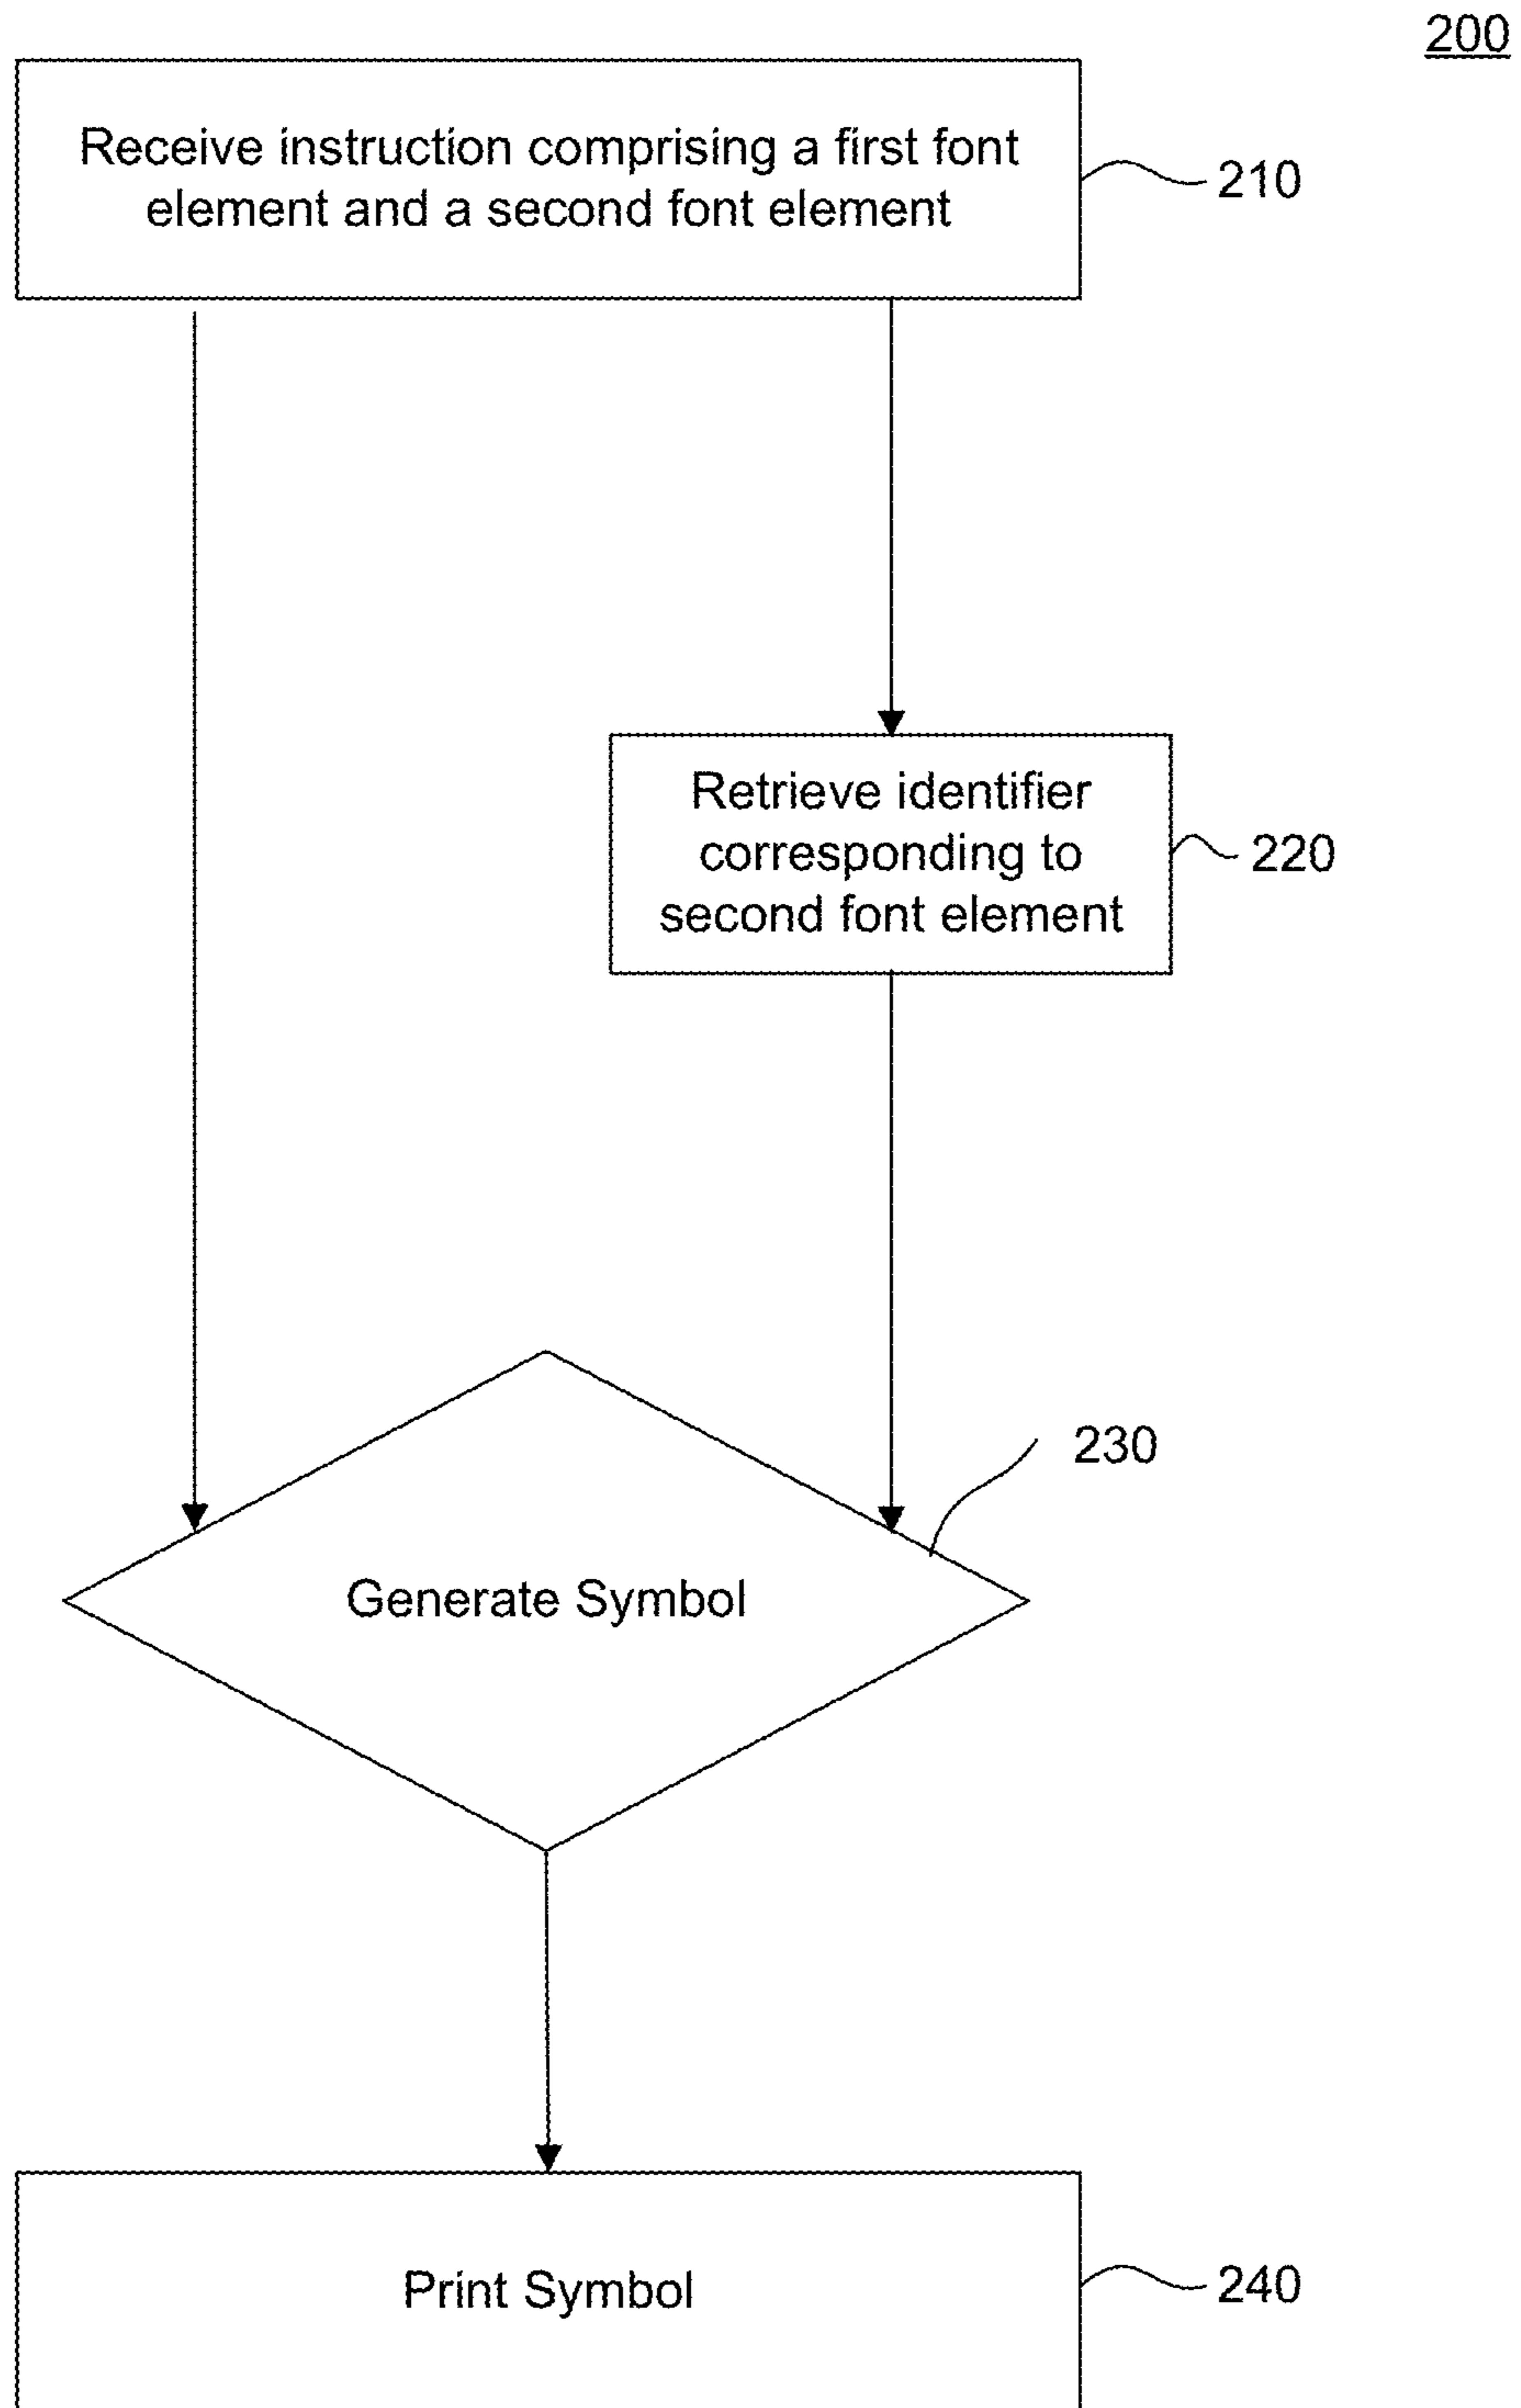 200
Receive instruction comprising a first font
element and a second font element
210
Retrieve identifier
corresponding to
second font element
220
230
Generate Symbol
Print Symbol
240